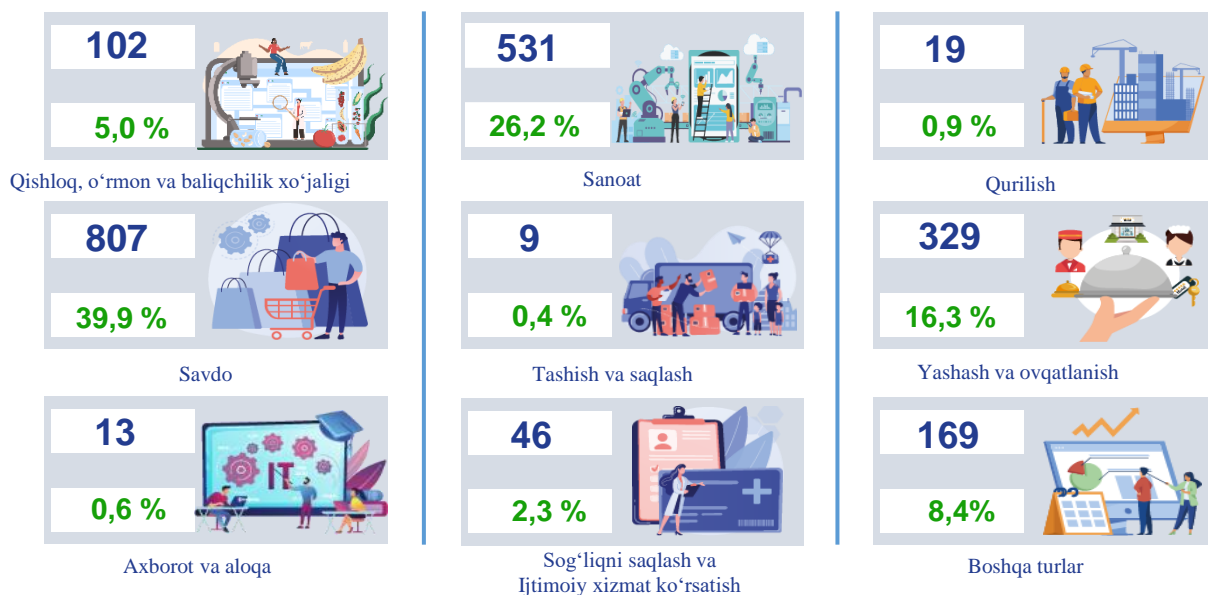 102
5,0 %
Qishloq, o‘rmon va baliqchilik xo‘jaligi
531
26,2 %
Sanoat
19
0,9 %
Qurilish
807
39,9 %
Savdo
9
0,4 %
Tashish va saqlash
329
16,3 %
Yashash va ovqatlanish
13
0,6 %
IT
Axborot va aloqa
46
2,3 %
Sog‘liqni saqlash va
Ijtimoiy xizmat ko‘rsatish
169
8,4%
Boshqa turlar